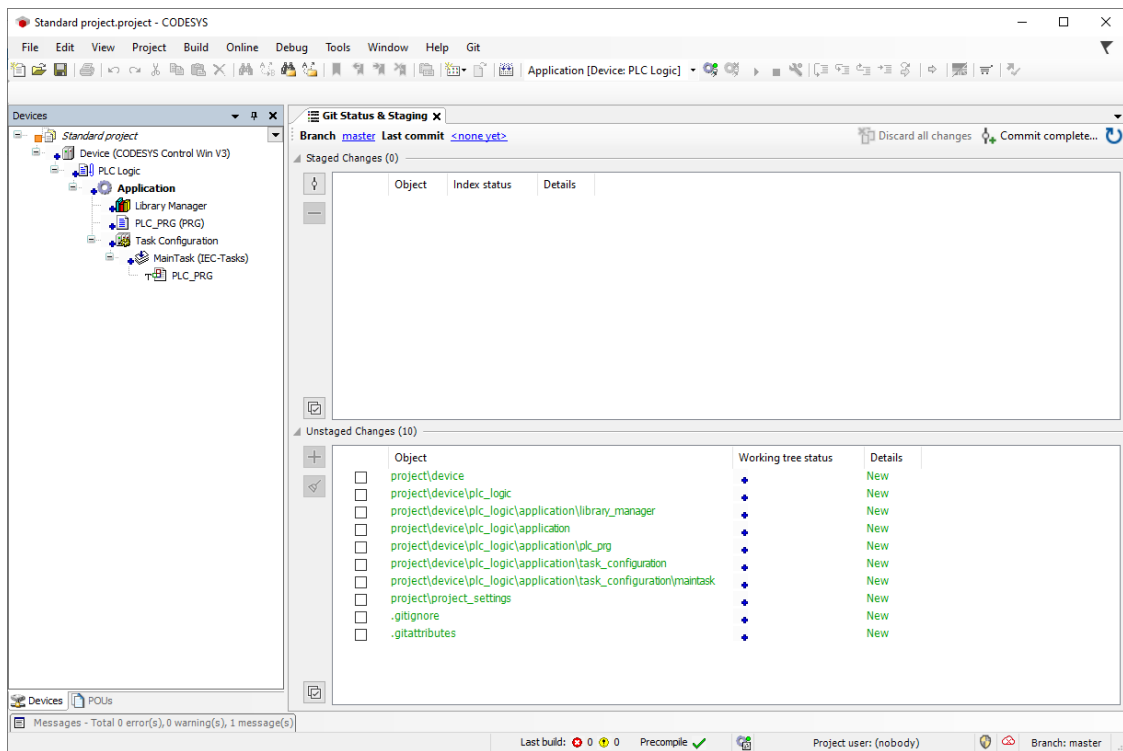 Standard project.project - CODESYS
File Edit View Project Build Online Debug Tools Window Help Git
Application [Device: PLC Logic]
Devices
Git Status & Staging
Standard project
Device (CODESYS Control Win V3)
PLC Logic
Application
Library Manager
PLC_PRG (PRG)
Task Configuration
MainTask (IEC-Tasks)
PLC_PRG
Branch master Last commit <none yet>
Discard all changes Commit complete...
Staged Changes (0)
Object Index status Details
Unstaged Changes (10)
Object Working tree status Details
project\device New
project\device\plc_logic New
project\device\plc_logic\application\library_manager New
project\device\plc_logic\application New
project\device\plc_logic\application\plc_prg New
project\device\plc_logic\application\task_configuration New
project\device\plc_logic\application\task_configuration\maintask New
project\project_settings New
.gitignore New
.gitattributes New
Devices POUs
Messages - Total 0 error(s), 0 warning(s), 1 message(s)
Last build: 0 0 Precompile Project user: (nobody) Branch: master